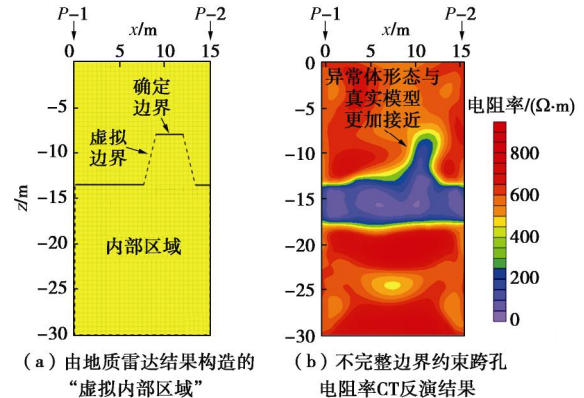 P-1
P-2
P-1
P-2
x/m
x/m
0
5
10
15
0
5
10
15
0
-5
-10
-15
-20
-25
-30
z/m
确定
边界
虚拟
边界
内部区域
0
-5
-10
-15
-20
-25
-30
异常体形态与
真实模型
更加接近
电阻率/(Ω·m)
800
600
400
200
0
(a)由地质雷达结果构造的
“虚拟内部区域”
(b)不完整边界约束跨孔
电阻率CT反演结果